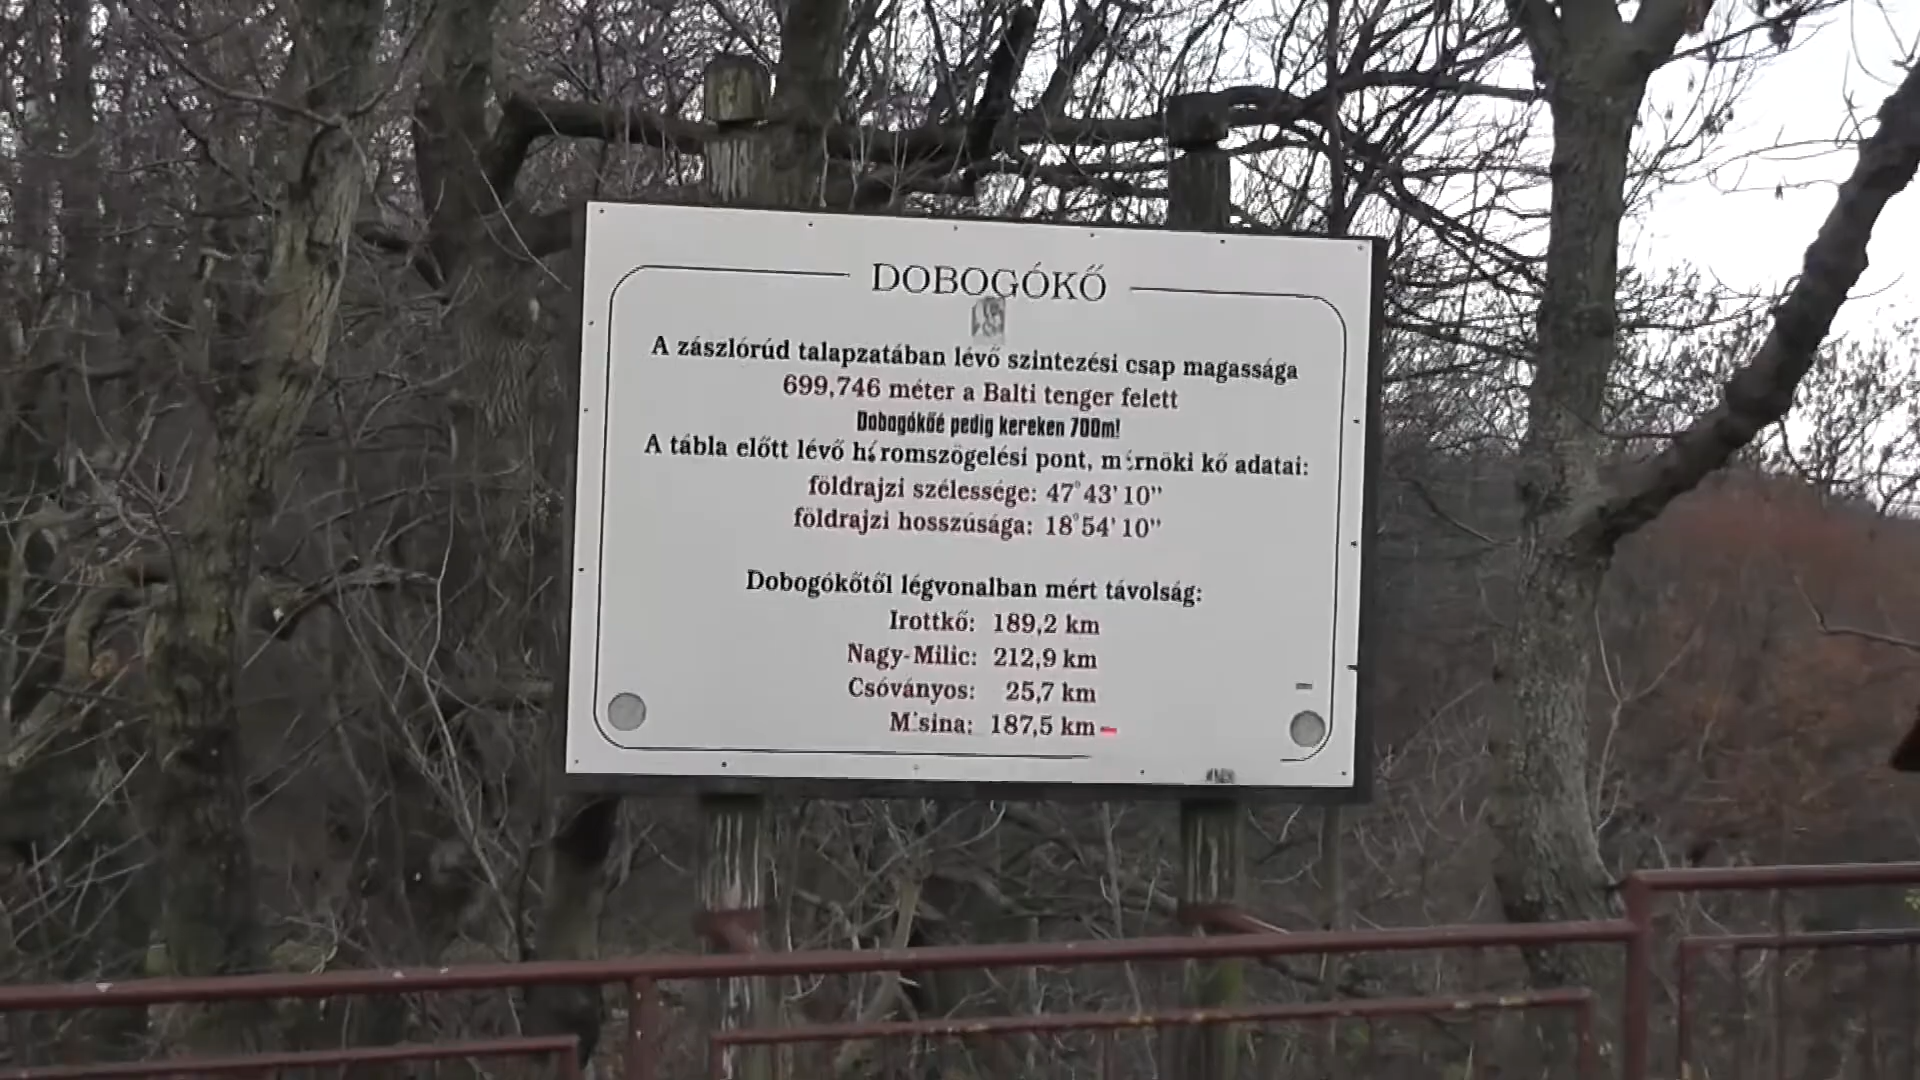 DOBOGÓKŐ
A zászlórúd talapzatában lévő szintezési csap magassága
699,746 méter a Balti tenger felett
Dobogókőé pedig kereken 700m!
A tábla előtt lévő háromszögelési pont, mérnöki kő adatai:
földrajzi szélessége: 47°43'10"
földrajzi hosszúsága: 18°54'10"
Dobogókőtől légvonalban mért távolság:
Irottkő: 189,2 km
Nagy-Milic: 212,9 km
Csóványos: 25,7 km
Misina: 187,5 km